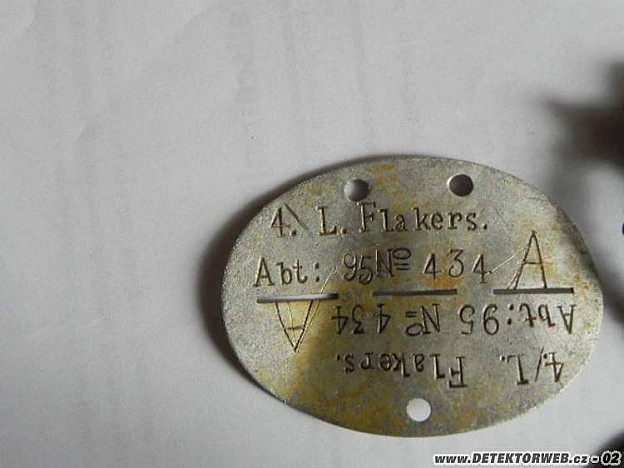 4. L. Flakers.
Abt: 95 Nº 434 A
A
Abt: 95 Nº 434
4./L. Flakers.
www.DETEKTORWEB.cz - 02